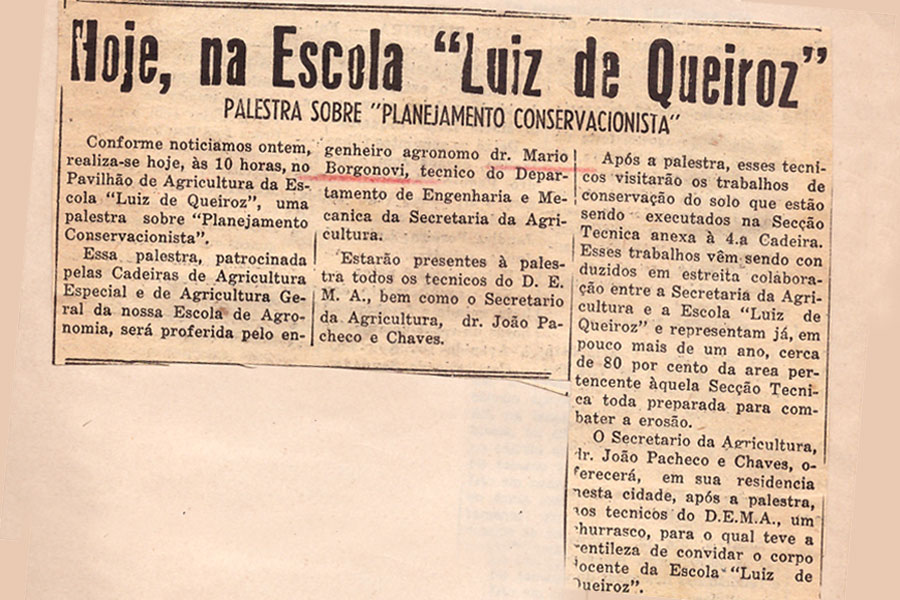 Hoje, na Escola "Luiz de Queiroz"
PALESTRA SOBRE "PLANEJAMENTO CONSERVACIONISTA"
Conforme noticiamos ontem,
realiza-se hoje, às 10 horas, no
Pavilhão de Agricultura da Es-
cola "Luiz de Queiroz", uma
palestra sobre "Planejamento
Conservacionista".
Essa palestra, patrocinada
pelas Cadeiras de Agricultura
Especial e de Agricultura Ge-
ral da nossa Escola de Agro-
nomia, será proferida pelo en-
genheiro agronomo dr. Mario
Borgonovi, tecnico do Depar-
tamento de Engenharia e Me-
canica da Secretaria da Agri-
cultura.
Estarão presentes à pales-
tra todos os tecnicos do D. E.
M. A., bem como o Secretario
da Agricultura, dr. João Pa-
checo e Chaves.
Após a palestra, esses tecni-
cos visitarão os trabalhos de
conservação do solo que estão
sendo executados na Secção
Tecnica anexa à 4.a Cadeira.
Esses trabalhos vêm sendo con
duzidos em estreita colabora-
ção entre a Secretaria da Agri-
cultura e a Escola "Luiz de
Queiroz" e representam já, em
pouco mais de um ano, cerca
de 80 por cento da area per-
tencente àquela Secção Tecni-
ca toda preparada para com-
bater a erosão.
O Secretario da Agricultura,
dr. João Pacheco e Chaves, o-
ferecerá, em sua residencia
nesta cidade, após a palestra,
aos tecnicos do D.E.M.A., um
churrasco, para o qual teve a
gentileza de convidar o corpo
docente da Escola "Luiz de
Queiroz".